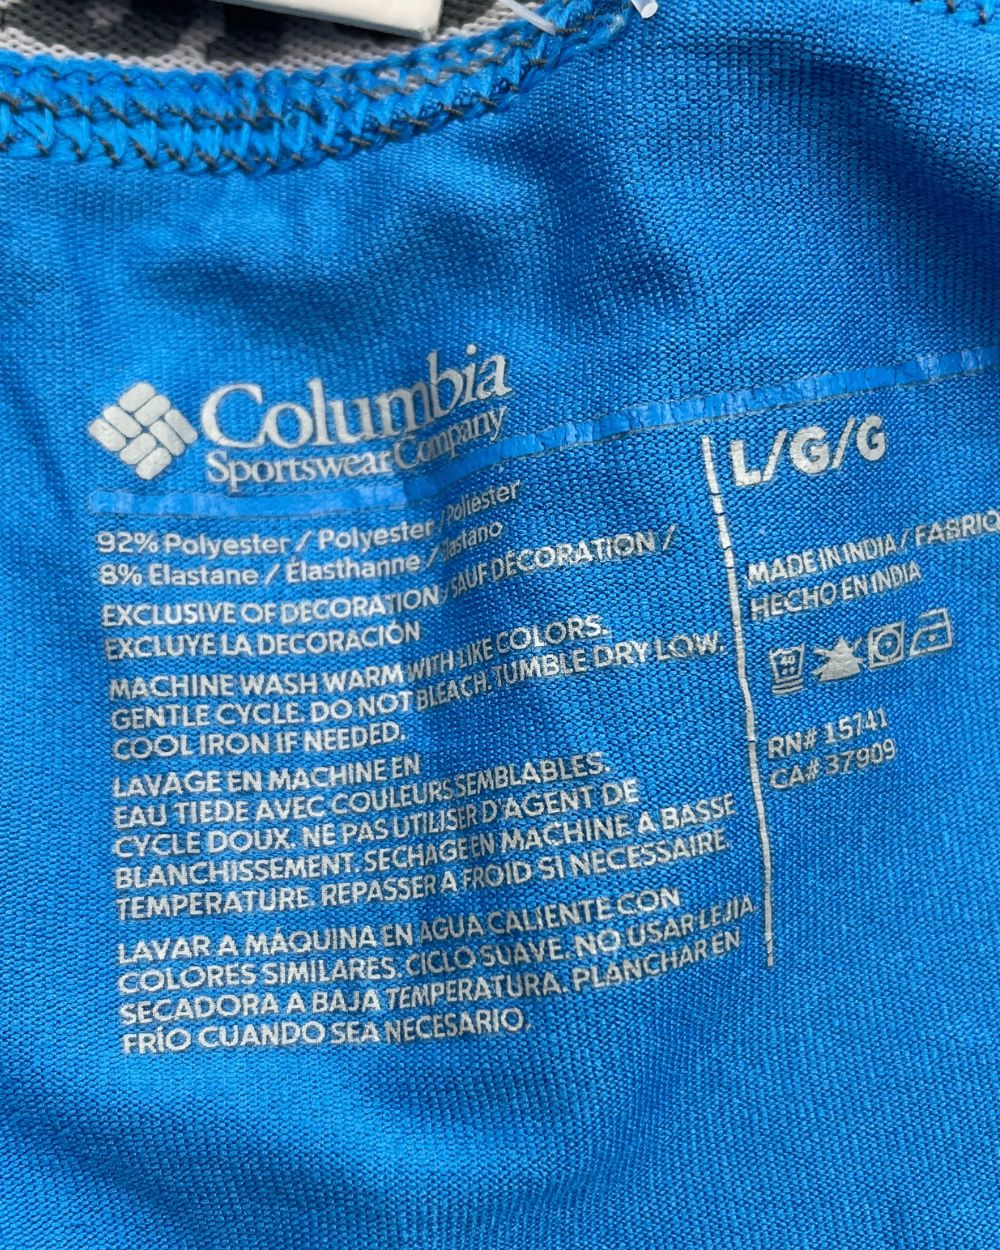 Columbia
Sportswear Company
92% Polyester / Polyester / Poliéster
8% Elastane / Élasthanne /
EXCLUSIVE OF DECORATION / SAUF DÉCORATION /
EXCLUYE LA DECORACIÓN
MACHINE WASH WARM WITH LIKE COLORS.
GENTLE CYCLE. DO NOT BLEACH. TUMBLE DRY LOW.
COOL IRON IF NEEDED.
LAVAGE EN MACHINE EN
EAU TIEDE AVEC COULEURS SEMBLABLES.
CYCLE DOUX. NE PAS UTILISER D'AGENT DE
BLANCHISSEMENT. SECHAGE EN MACHINE A BASSE
TEMPERATURE. REPASSER A FROID SI NECESSAIRE.
LAVAR A MÁQUINA EN AGUA CALIENTE CON
COLORES SIMILARES. CICLO SUAVE. NO USAR LEJIA.
SECADORA A BAJA TEMPERATURA. PLANCHAR EN
FRÍO CUANDO SEA NECESARIO.
L/G/G
MADE IN INDIA / FABRIQ
HECHO EN INDIA
40
RN# 15741
CA# 37909